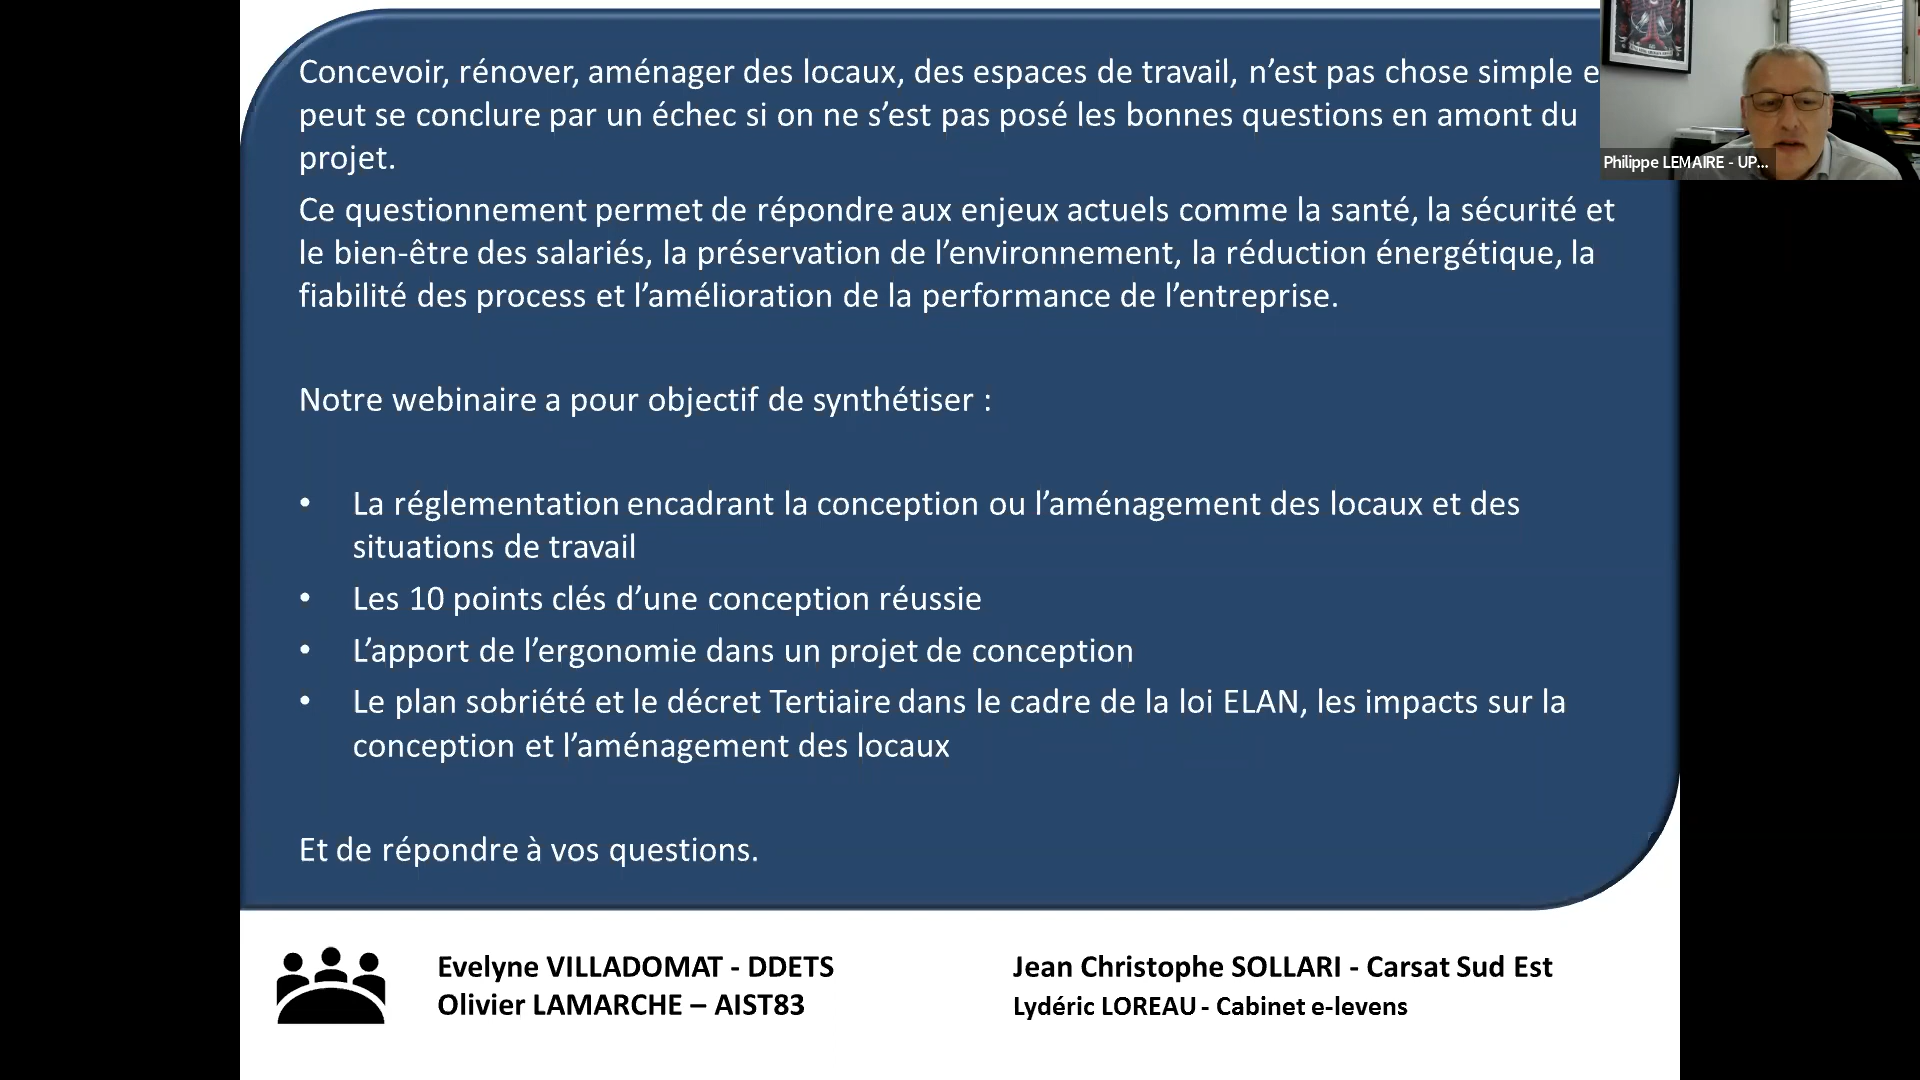 Concevoir, rénover, aménager des locaux, des espaces de travail, n’est pas chose simple e
peut se conclure par un échec si on ne s’est pas posé les bonnes questions en amont du
projet.
Ce questionnement permet de répondre aux enjeux actuels comme la santé, la sécurité et
le bien-être des salariés, la préservation de l’environnement, la réduction énergétique, la
fiabilité des process et l’amélioration de la performance de l’entreprise.
Notre webinaire a pour objectif de synthétiser :
• La réglementation encadrant la conception ou l’aménagement des locaux et des
situations de travail
• Les 10 points clés d’une conception réussie
• L’apport de l’ergonomie dans un projet de conception
• Le plan sobriété et le décret Tertiaire dans le cadre de la loi ELAN, les impacts sur la
conception et l’aménagement des locaux
Et de répondre à vos questions.
Evelyne VILLADOMAT - DDETS
Olivier LAMARCHE – AIST83
Jean Christophe SOLLARI - Carsat Sud Est
Lydéric LOREAU - Cabinet e-levens
Philippe LEMAIRE - UP...